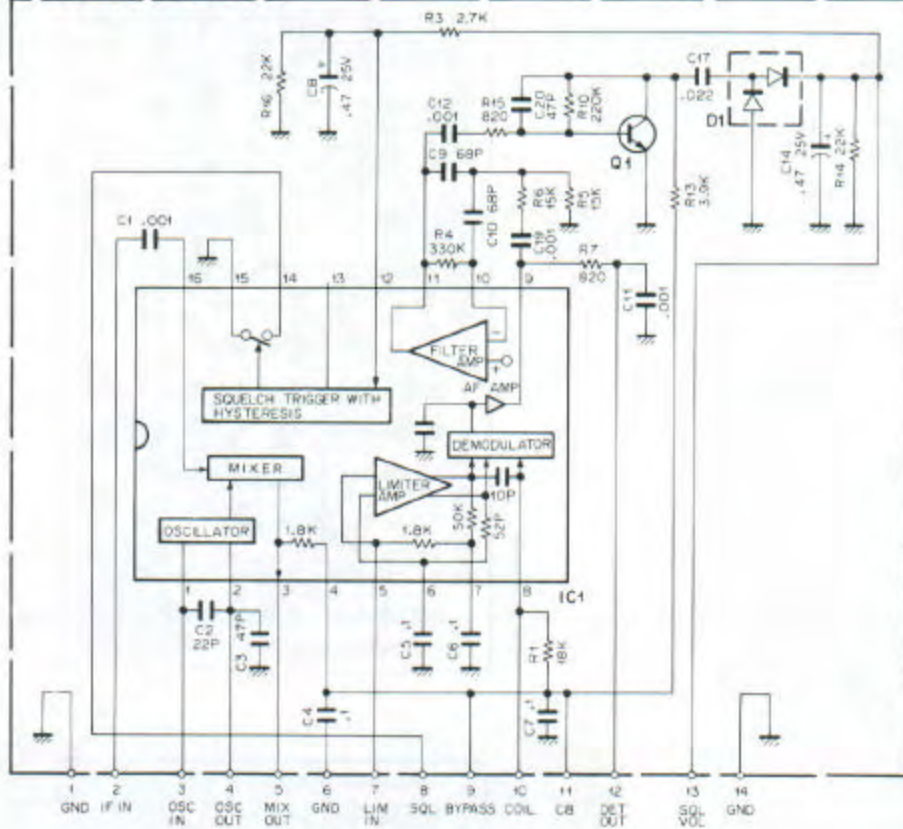 R3 2.7K
R16 22K
C8 .47 25V
C12 .001
R15 820
C20 47P
R10 220K
C17 .022
D1
Q1
C9 68P
C10 68P
R6 15K
R5 15K
C19 .001
R4 330K
R7 820
C11 .001
R13 3.9K
C14 .47 25V
R14 22K
C1 .001
16 15 14 13 12 11 10 9
FILTER AMP
- +
AF AMP
SQUELCH TRIGGER WITH HYSTERESIS
DEMODULATOR
MIXER
LIMITER AMP
10P
OSCILLATOR
1.8K
1.8K
50K
52P
1 2 3 4 5 6 7 8
IC1
C2 22P
C3 47P
C5 .1
C6 .1
R1 18K
C4 .1
C7 .1
1 2 3 4 5 6 7 8 9 10 11 12 13 14
GND IF IN OSC IN OSC OUT MIX OUT GND LIM IN SQL BYPASS COIL CB DET OUT SQL VOL GND